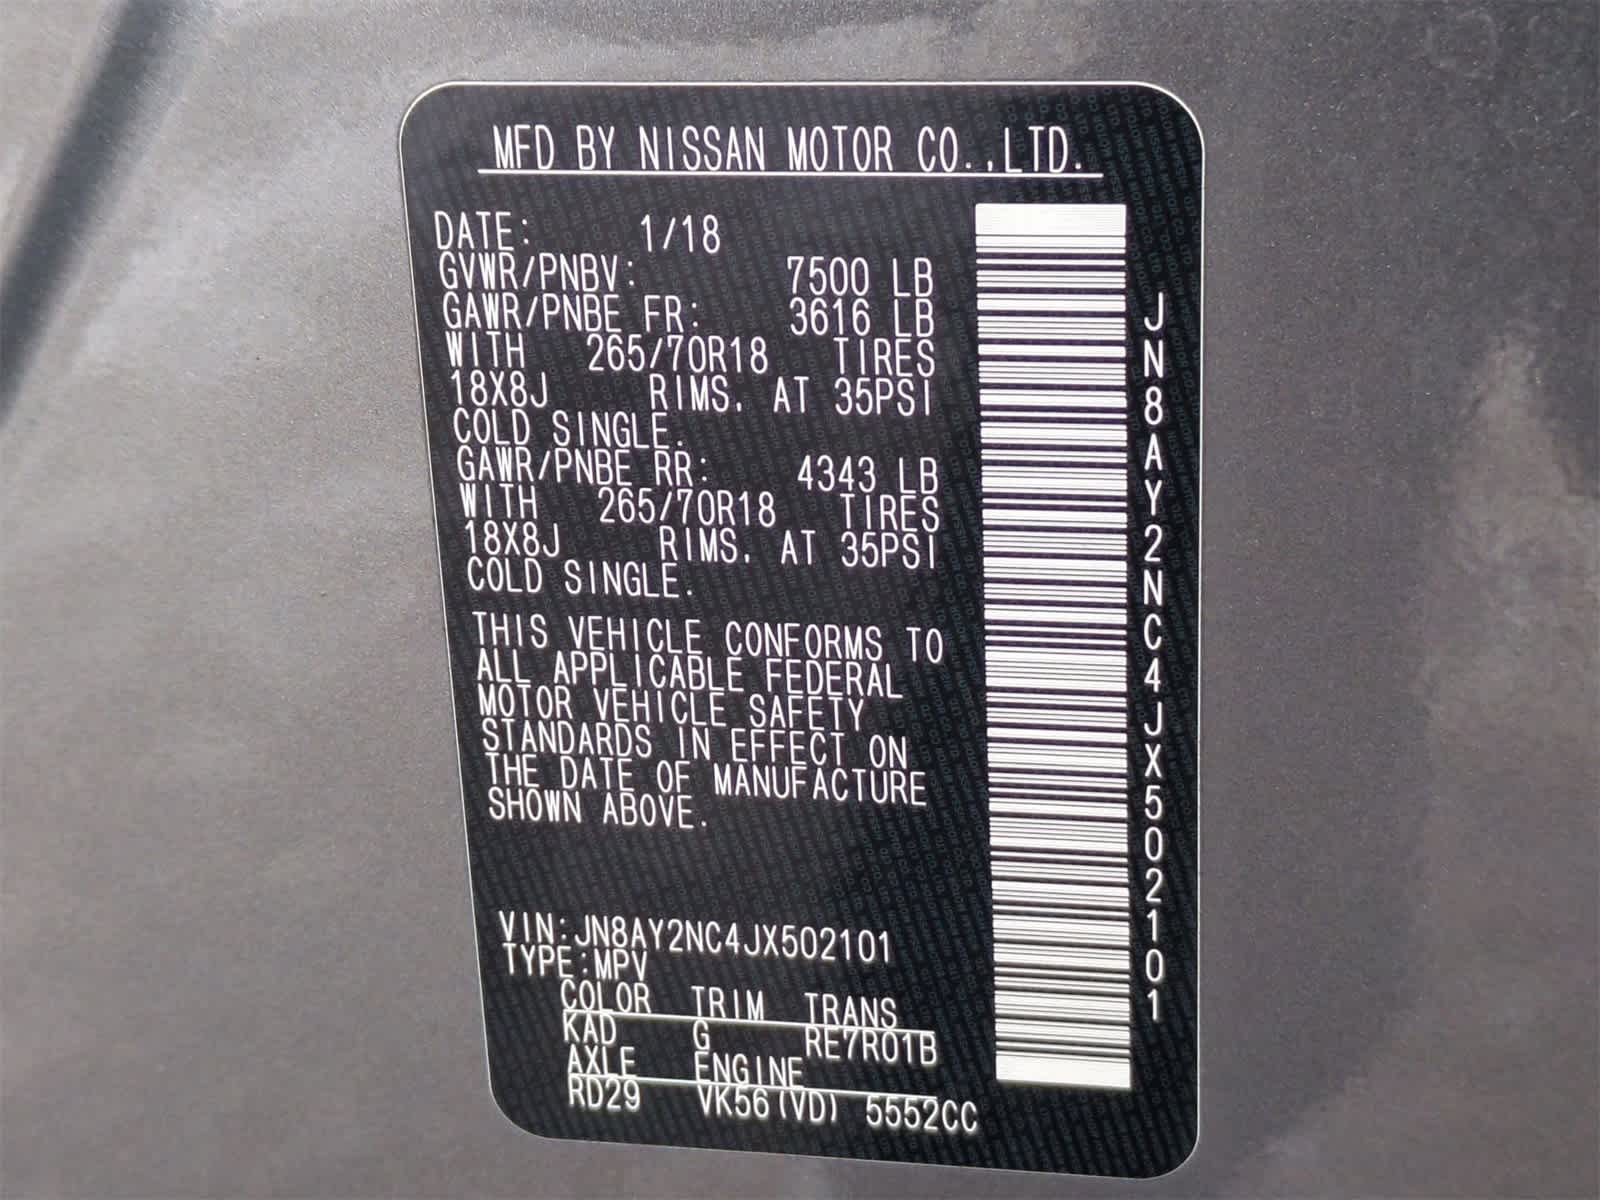 MFD BY NISSAN MOTOR CO.,LTD.
DATE: 1/18
GVWR/PNBV: 7500 LB
GAWR/PNBE FR: 3616 LB
WITH 265/70R18 TIRES
18X8J RIMS. AT 35PSI
COLD SINGLE.
GAWR/PNBE RR: 4343 LB
WITH 265/70R18 TIRES
18X8J RIMS. AT 35PSI
COLD SINGLE.
THIS VEHICLE CONFORMS TO
ALL APPLICABLE FEDERAL
MOTOR VEHICLE SAFETY
STANDARDS IN EFFECT ON
THE DATE OF MANUFACTURE
SHOWN ABOVE.
VIN:JN8AY2NC4JX502101
TYPE:MPV
COLOR TRIM TRANS
KAD G RE7R01B
AXLE ENGINE
RD29 VK56(VD) 5552CC
JN8AY2NC4JX502101